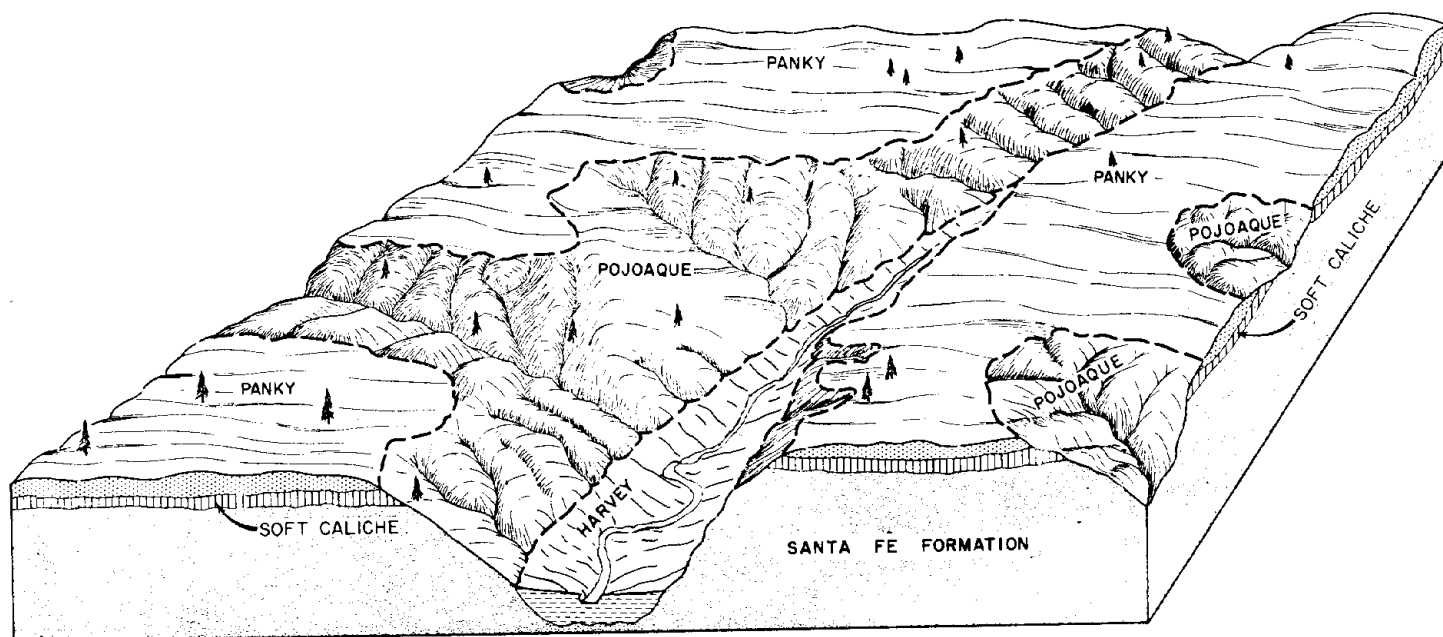 PANKY
PANKY
POJOAQUE
POJOAQUE
SOFT CALICHE
POJOAQUE
PANKY
HARVEY
SOFT CALICHE
SANTA FE FORMATION